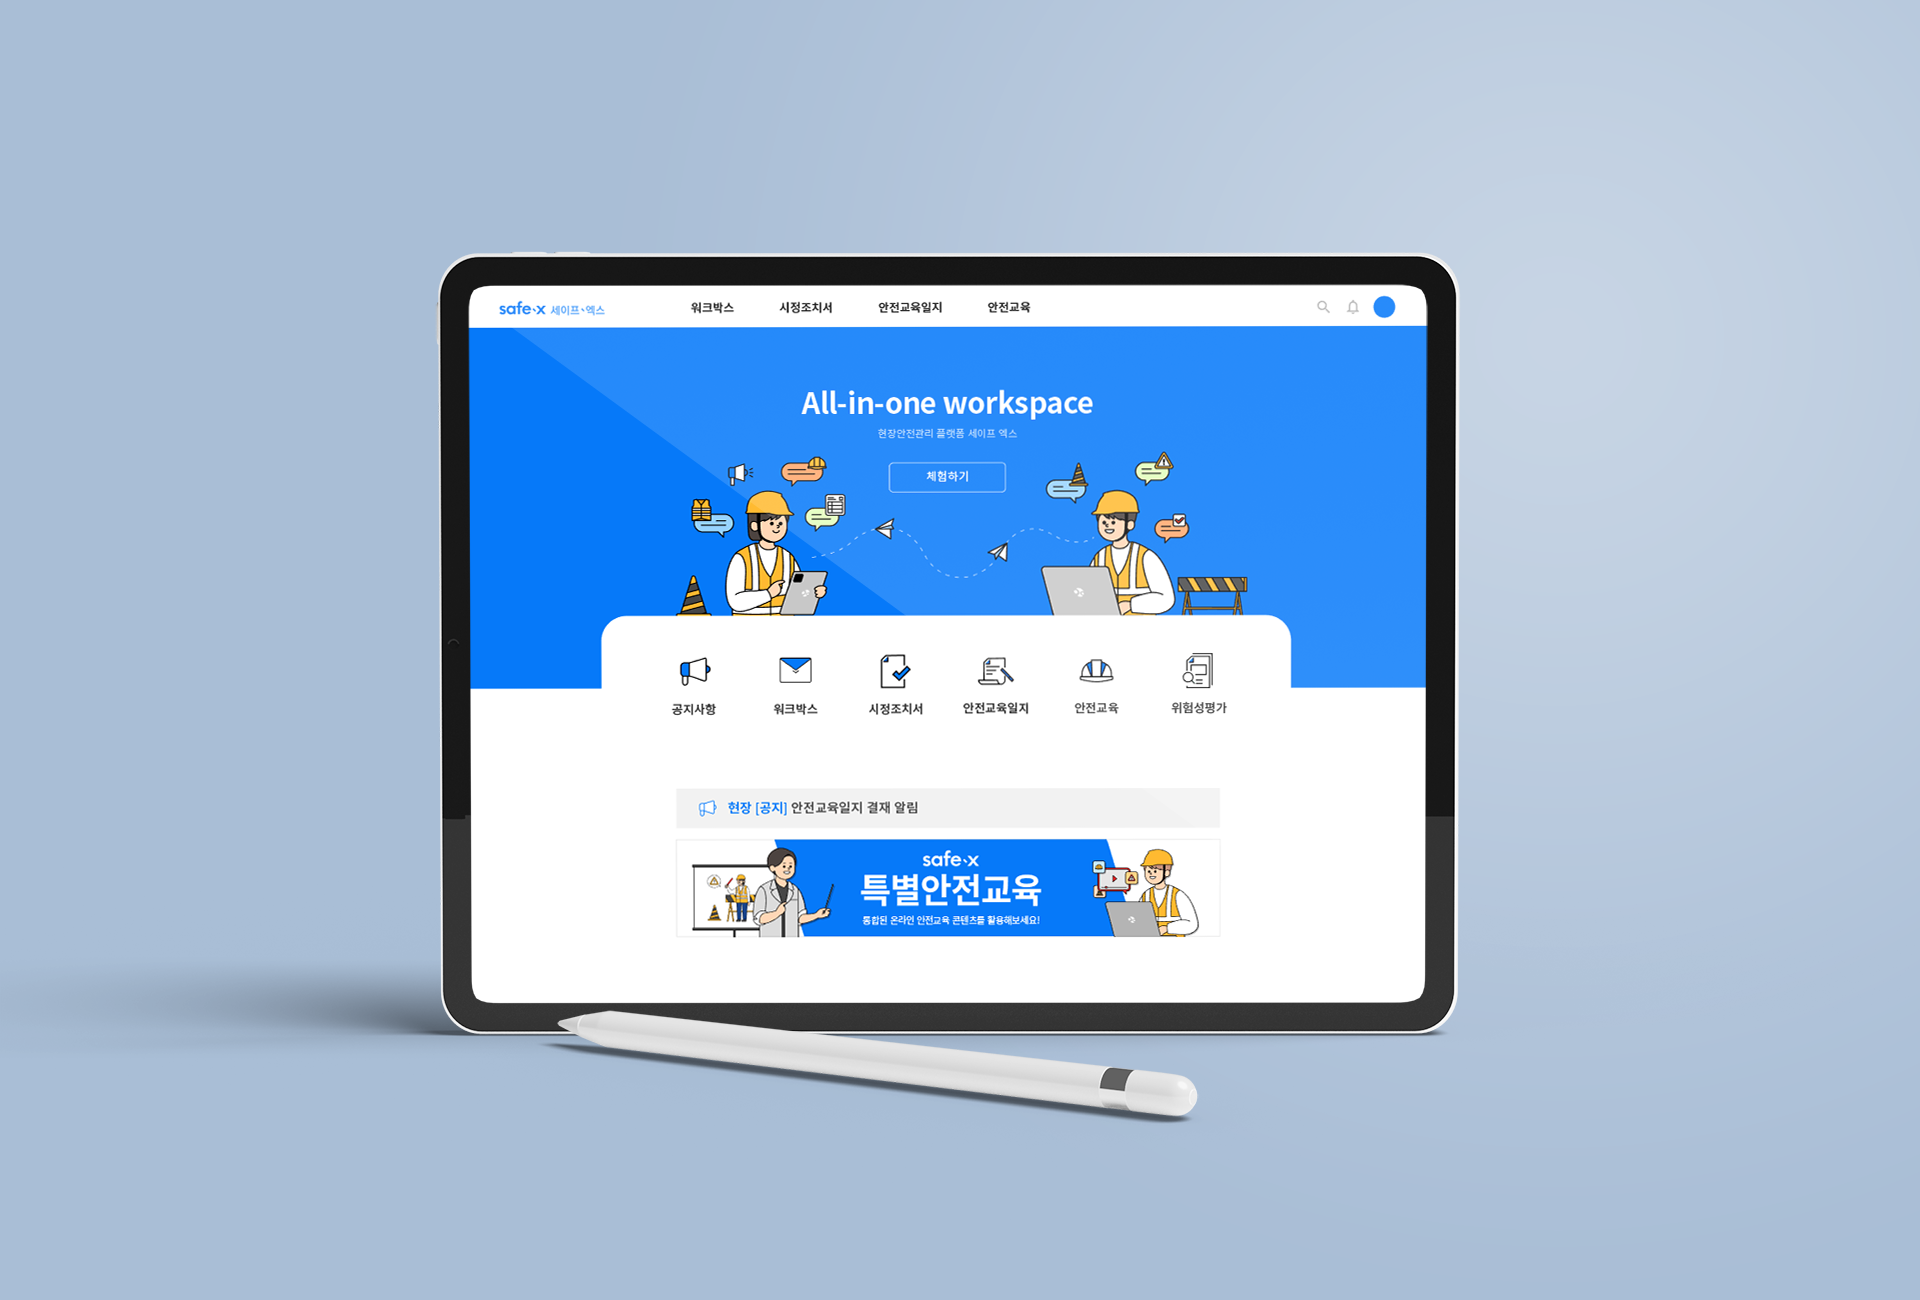 safe-x 세이프-엑스
워크박스 시정조치서 안전교육일지 안전교육
All-in-one workspace
현장안전관리 플랫폼 세이프 엑스
체험하기
공지사항 워크박스 시정조치서 안전교육일지 안전교육 위험성평가
현장 [공지] 안전교육일지 결재 알림
safe-x
특별안전교육
통합된 온라인 안전교육 콘텐츠를 활용해보세요!